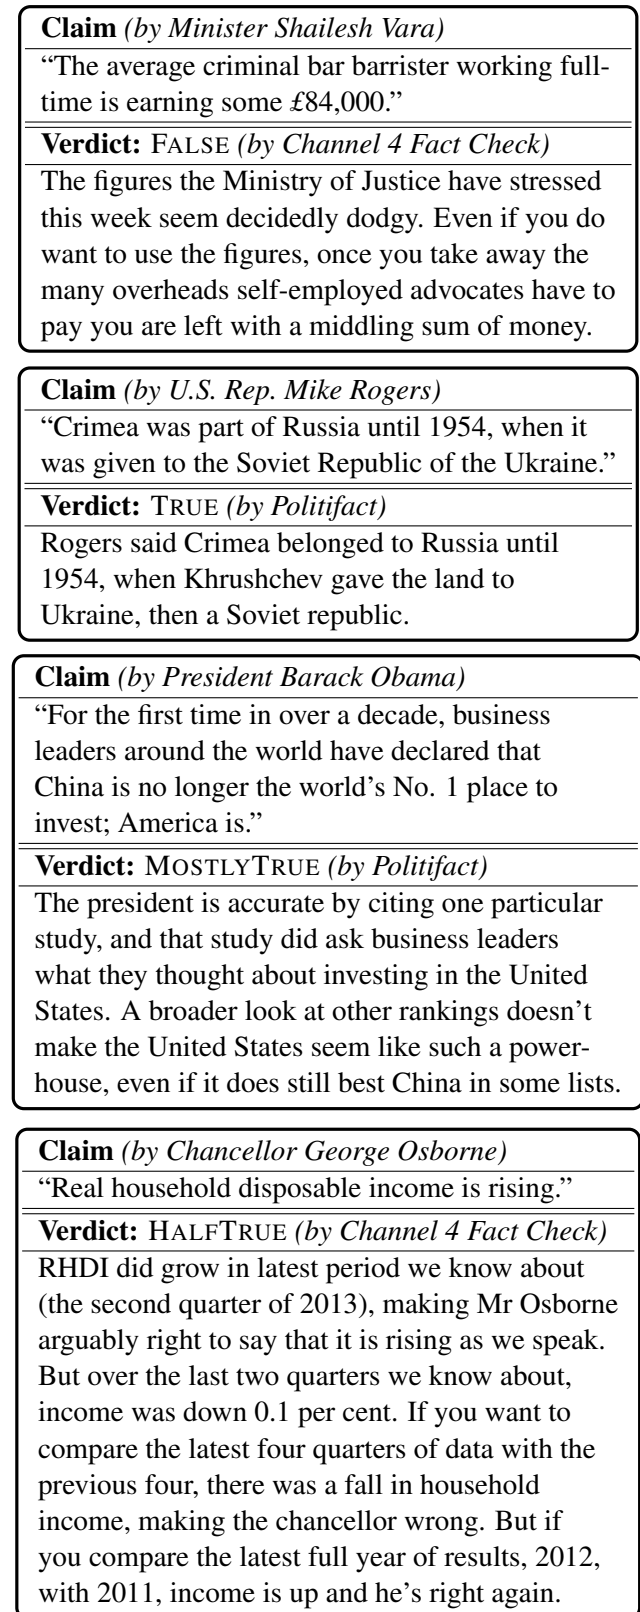 Claim (by Minister Shailesh Vara)
“The average criminal bar barrister working full-
time is earning some £84,000.”
Verdict: FALSE (by Channel 4 Fact Check)
The figures the Ministry of Justice have stressed
this week seem decidedly dodgy. Even if you do
want to use the figures, once you take away the
many overheads self-employed advocates have to
pay you are left with a middling sum of money.
Claim (by U.S. Rep. Mike Rogers)
“Crimea was part of Russia until 1954, when it
was given to the Soviet Republic of the Ukraine.”
Verdict: TRUE (by Politifact)
Rogers said Crimea belonged to Russia until
1954, when Khrushchev gave the land to
Ukraine, then a Soviet republic.
Claim (by President Barack Obama)
“For the first time in over a decade, business
leaders around the world have declared that
China is no longer the world’s No. 1 place to
invest; America is.”
Verdict: MOSTLYTRUE (by Politifact)
The president is accurate by citing one particular
study, and that study did ask business leaders
what they thought about investing in the United
States. A broader look at other rankings doesn’t
make the United States seem like such a power-
house, even if it does still best China in some lists.
Claim (by Chancellor George Osborne)
“Real household disposable income is rising.”
Verdict: HALFTRUE (by Channel 4 Fact Check)
RHDI did grow in latest period we know about
(the second quarter of 2013), making Mr Osborne
arguably right to say that it is rising as we speak.
But over the last two quarters we know about,
income was down 0.1 per cent. If you want to
compare the latest four quarters of data with the
previous four, there was a fall in household
income, making the chancellor wrong. But if
you compare the latest full year of results, 2012,
with 2011, income is up and he’s right again.